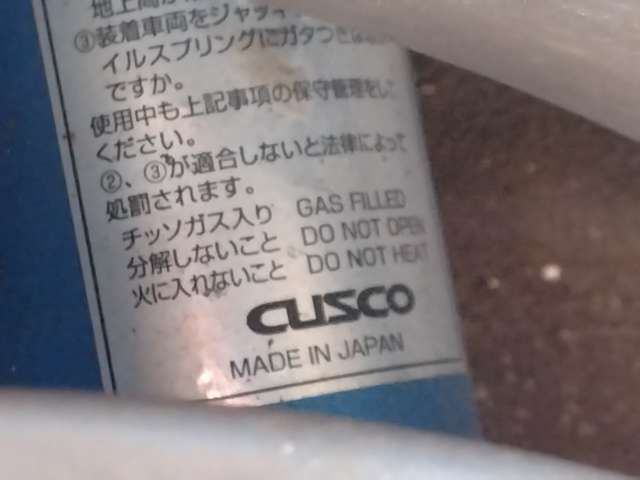 地上高が
③装着車両をジャッ
イルスプリングにガタつき
ですか。
使用中も上記事項の保守管理をし
ください。
②、③が適合しないと法律によって
処罰されます。
チッソガス入り GAS FILLED
分解しないこと DO NOT OPEN
火に入れないこと DO NOT HEAT
CUSCO
MADE IN JAPAN